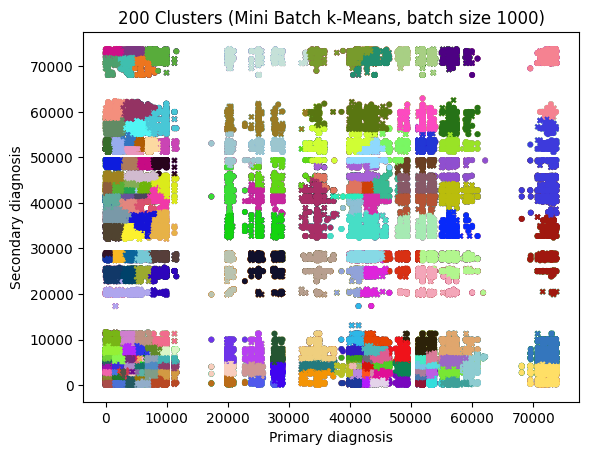 200 Clusters (Mini Batch k-Means, batch size 1000)
Secondary diagnosis
70000
60000
50000
40000
30000
20000
10000
0
0 10000 20000 30000 40000 50000 60000 70000
Primary diagnosis